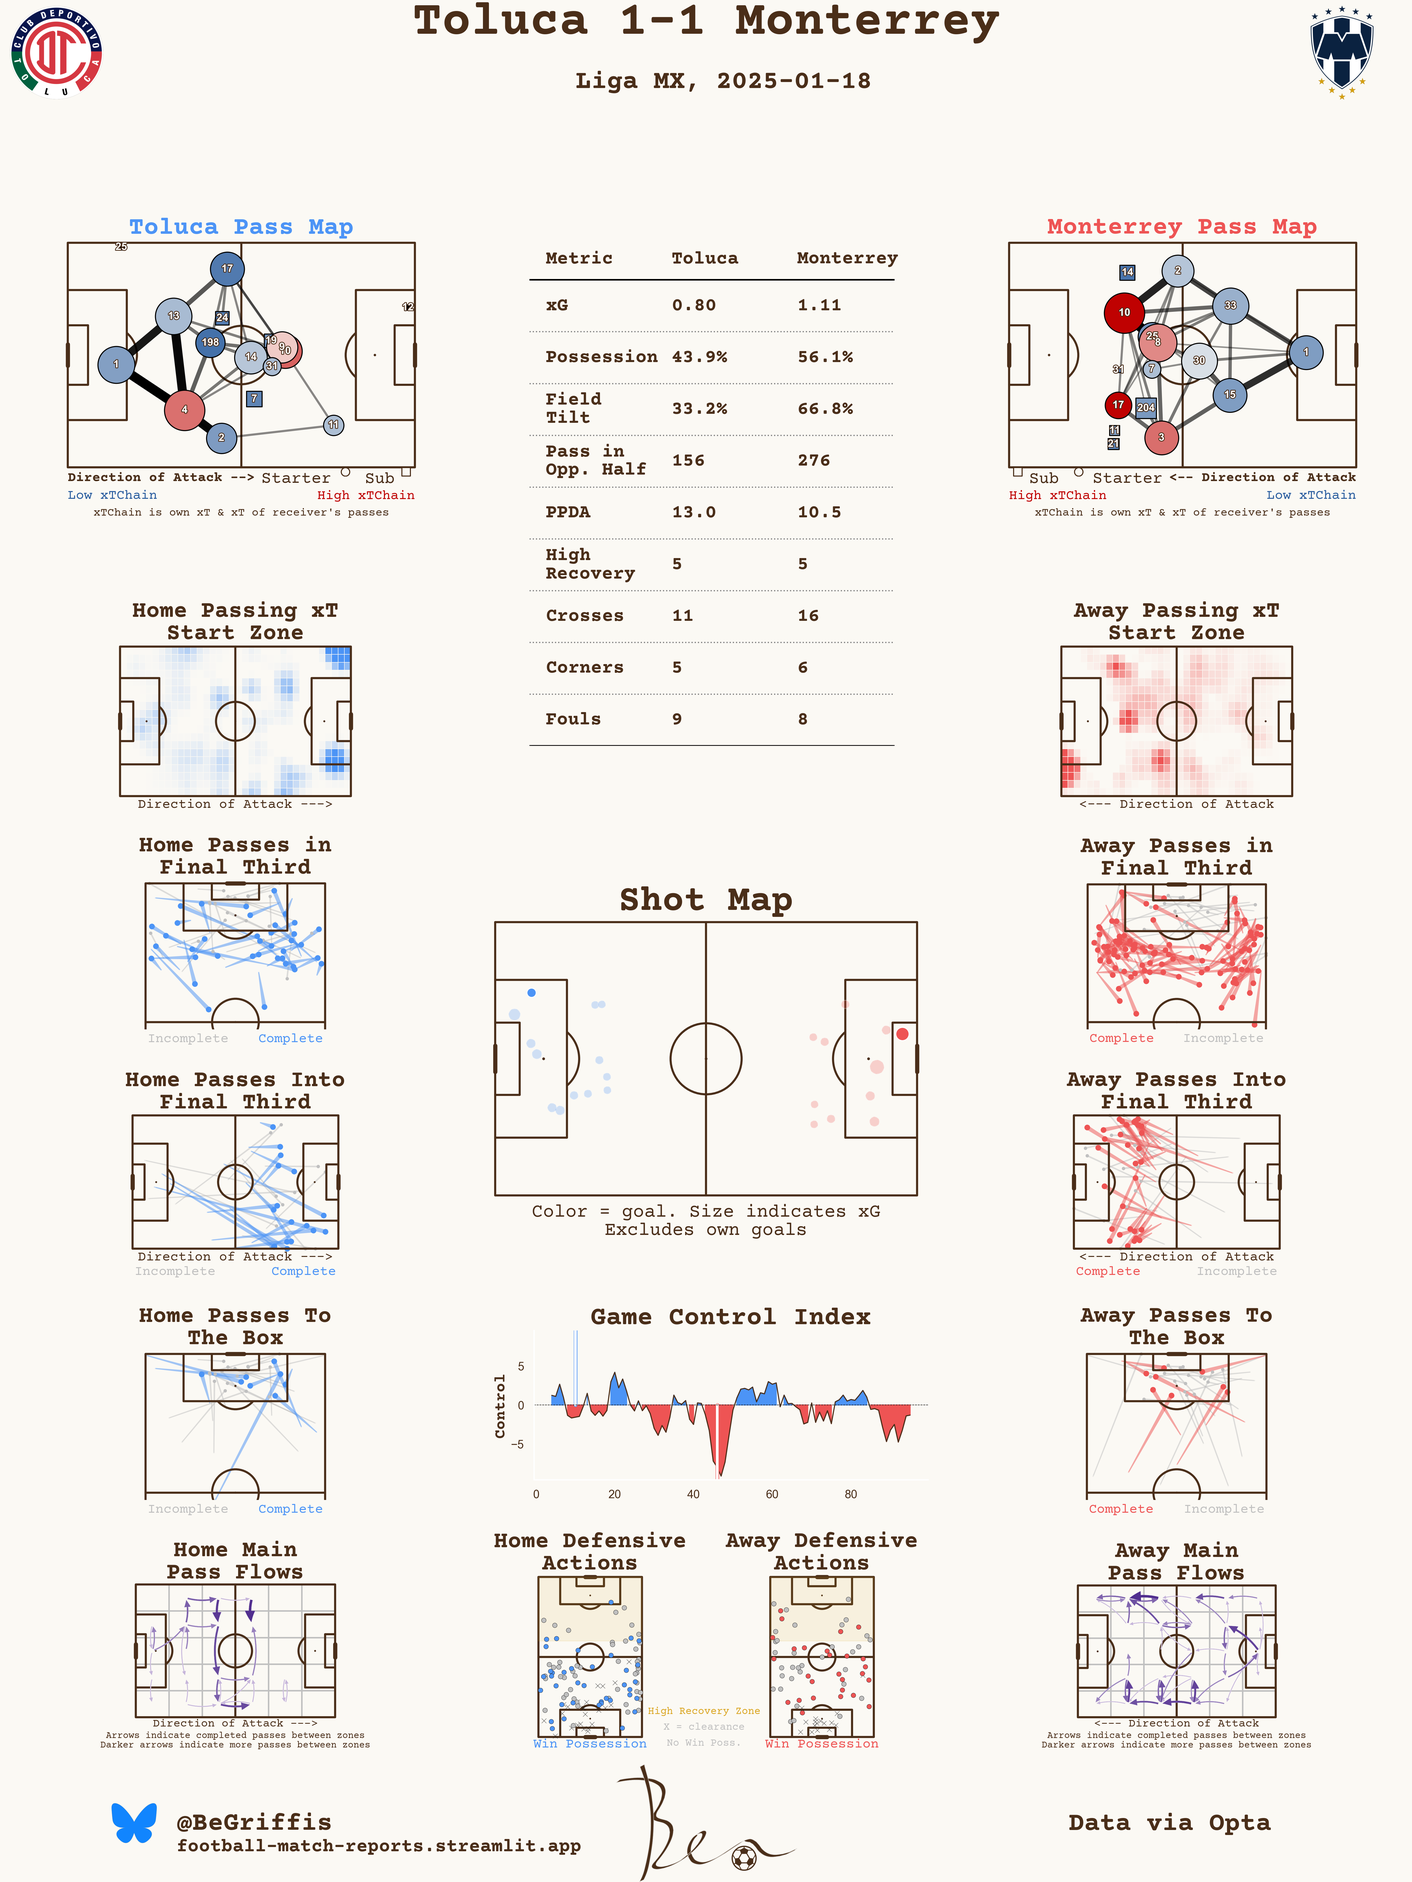 Toluca 1-1 Monterrey
Liga MX, 2025-01-18
CLUB DEPORTIVO
TOLUCA
DTC
M
Toluca Pass Map
25
17
12
13
24
198
19
9
10
14
31
1
7
4
2
11
Direction of Attack --> Starter Sub
Low xTChain High xTChain
xTChain is own xT & xT of receiver's passes
Metric Toluca Monterrey
xG 0.80 1.11
Possession 43.9% 56.1%
Field
Tilt 33.2% 66.8%
Pass in
Opp. Half 156 276
PPDA 13.0 10.5
High
Recovery 5 5
Crosses 11 16
Corners 5 6
Fouls 9 8
Monterrey Pass Map
14
2
10
33
25
8
1
31
7
30
17
204
15
11
21
3
Sub Starter <-- Direction of Attack
High xTChain Low xTChain
xTChain is own xT & xT of receiver's passes
Home Passing xT
Start Zone
Direction of Attack --->
Away Passing xT
Start Zone
<--- Direction of Attack
Home Passes in
Final Third
Incomplete Complete
Shot Map
Color = goal. Size indicates xG
Excludes own goals
Away Passes in
Final Third
Complete Incomplete
Home Passes Into
Final Third
Direction of Attack --->
Incomplete Complete
Away Passes Into
Final Third
<--- Direction of Attack
Complete Incomplete
Home Passes To
The Box
Incomplete Complete
Game Control Index
Control
5
0
−5
0 20 40 60 80
Away Passes To
The Box
Complete Incomplete
Home Main
Pass Flows
Direction of Attack --->
Arrows indicate completed passes between zones
Darker arrows indicate more passes between zones
Home Defensive
Actions
Win Possession
Away Defensive
Actions
High Recovery Zone
X = clearance
No Win Poss.
Win Possession
Away Main
Pass Flows
<--- Direction of Attack
Arrows indicate completed passes between zones
Darker arrows indicate more passes between zones
@BeGriffis
football-match-reports.streamlit.app
Ben
Data via Opta